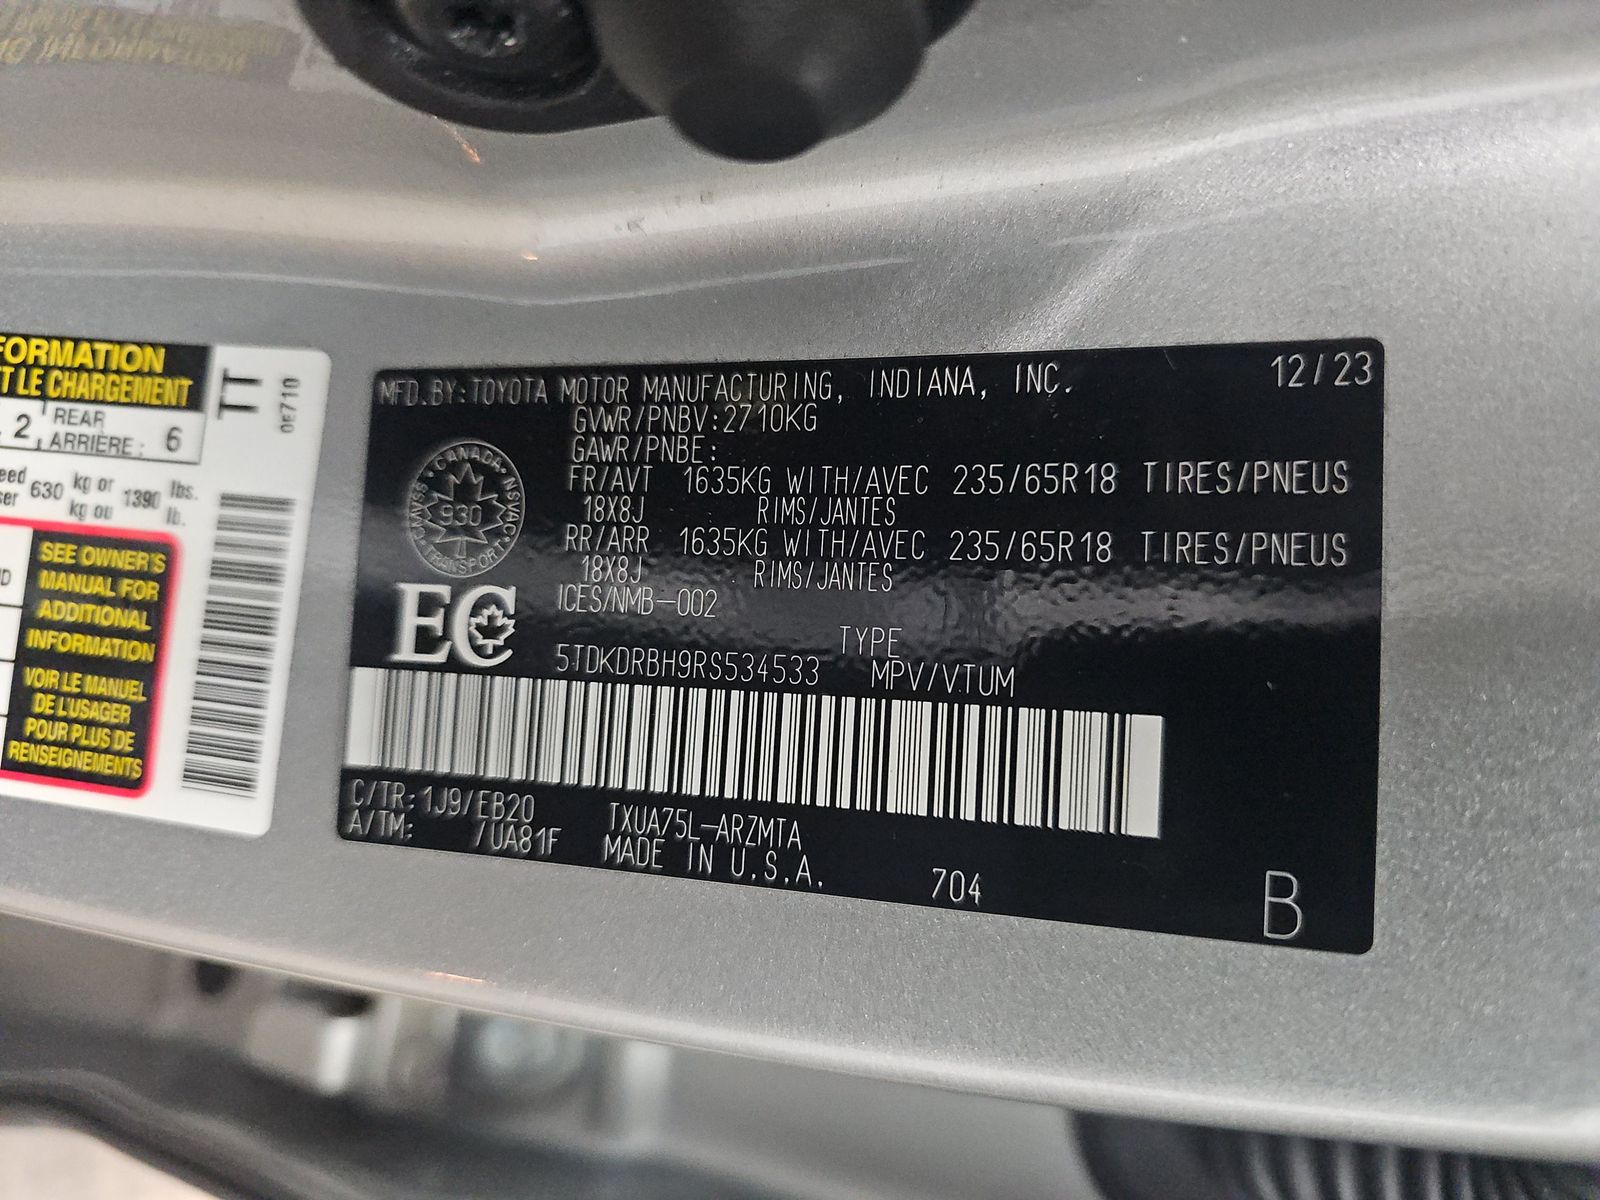 FORMATION
T LE CHARGEMENT
2 REAR
ARRIÈRE : 6
kg or lbs.
630 1390
kg ou lb.
SEE OWNER'S
MANUAL FOR
ADDITIONAL
INFORMATION
VOIR LE MANUEL
DE L'USAGER
POUR PLUS DE
RENSEIGNEMENTS
TT
0E710
MFD.BY:TOYOTA MOTOR MANUFACTURING, INDIANA, INC. 12/23
GVWR/PNBV:2710KG
GAWR/PNBE:
FR/AVT 1635KG WITH/AVEC 235/65R18 TIRES/PNEUS
18X8J RIMS/JANTES
RR/ARR 1635KG WITH/AVEC 235/65R18 TIRES/PNEUS
18X8J RIMS/JANTES
ICES/NMB-002
CANADA
930
TRANSPORT
NSVAC
CMVSS
EC
TYPE
5TDKDRBH9RS534533 MPV/VTUM
C/TR:1J9/EB20 TXUA75L-ARZMTA
A/TM: /UA81F MADE IN U.S.A.
704
B